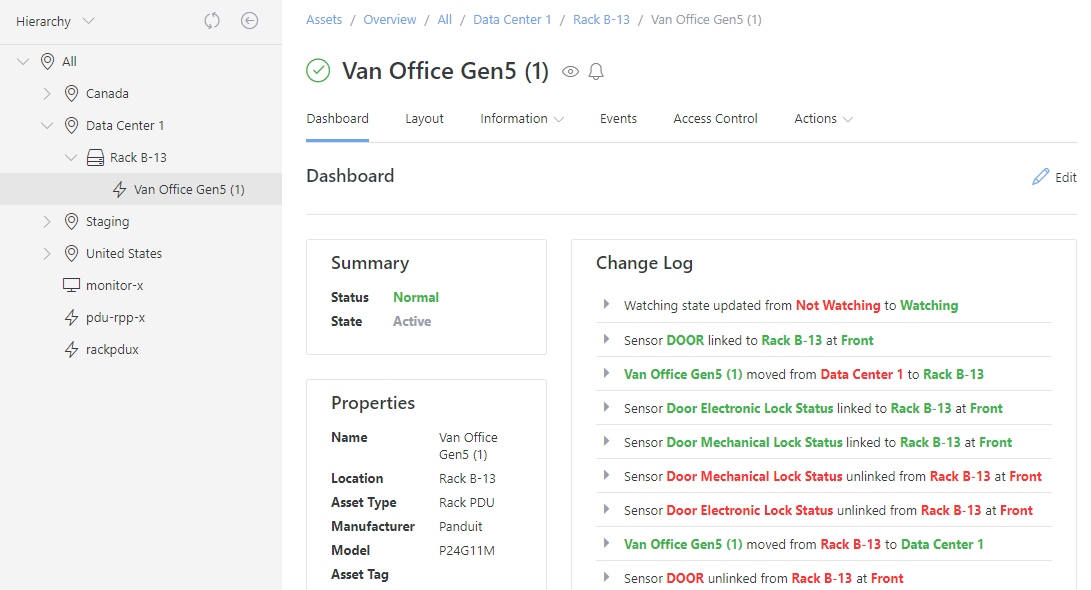 Hierarchy
All
Canada
Data Center 1
Rack B-13
Van Office Gen5 (1)
Staging
United States
monitor-x
pdu-rpp-x
rackpdux
Assets / Overview / All / Data Center 1 / Rack B-13 / Van Office Gen5 (1)
Van Office Gen5 (1)
Dashboard Layout Information Events Access Control Actions
Dashboard
Edit
Summary
Status Normal
State Active
Properties
Name Van Office
Gen5 (1)
Location Rack B-13
Asset Type Rack PDU
Manufacturer Panduit
Model P24G11M
Asset Tag
Change Log
Watching state updated from Not Watching to Watching
Sensor DOOR linked to Rack B-13 at Front
Van Office Gen5 (1) moved from Data Center 1 to Rack B-13
Sensor Door Electronic Lock Status linked to Rack B-13 at Front
Sensor Door Mechanical Lock Status linked to Rack B-13 at Front
Sensor Door Mechanical Lock Status unlinked from Rack B-13 at Front
Sensor Door Electronic Lock Status unlinked from Rack B-13 at Front
Van Office Gen5 (1) moved from Rack B-13 to Data Center 1
Sensor DOOR unlinked from Rack B-13 at Front